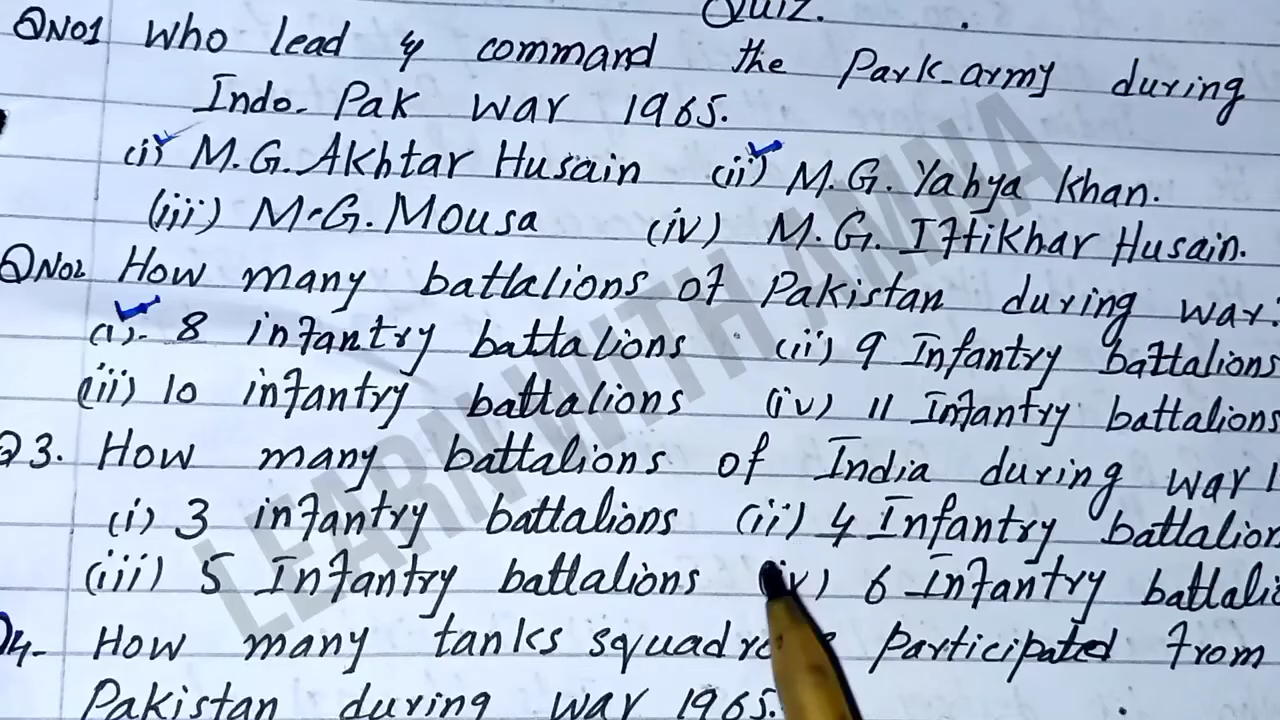 Quiz.
QNo1 Who lead & command the Park-army during
Indo. Pak war 1965.
(i) M.G. Akhtar Husain (ii) M.G. Yahya Khan.
(iii) M.G. Mousa (iv) M.G. Iftikhar Husain.
QNo2 How many battalions of Pakistan during war.
(i)- 8 infantry battalions (ii) 9 Infantry battalions
(iii) 10 infantry battalions (iv) 11 Infantry battalions
Q3. How many battalions of India during war
(i) 3 infantry battalions (ii) 4 Infantry battalion
(iii) 5 Infantry battalions (iv) 6 Infantry battali
Q4- How many tanks participated from
Pakistan during war 1965.
LEARN WITH AMNA